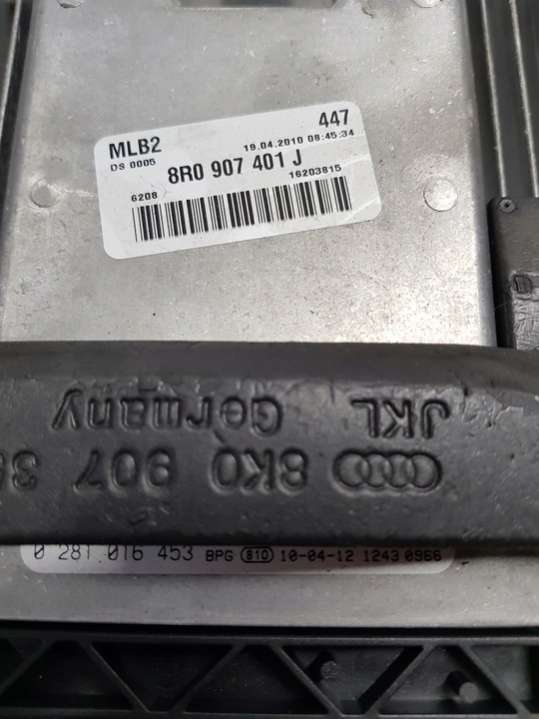 MLB2 447
DS 0005 19.04.2010 08:45:34
8R0 907 401 J
6208 16203815
JKL Germany
8K0 907
0 281 016 453 BPG 810 10-04-12 1243 0966